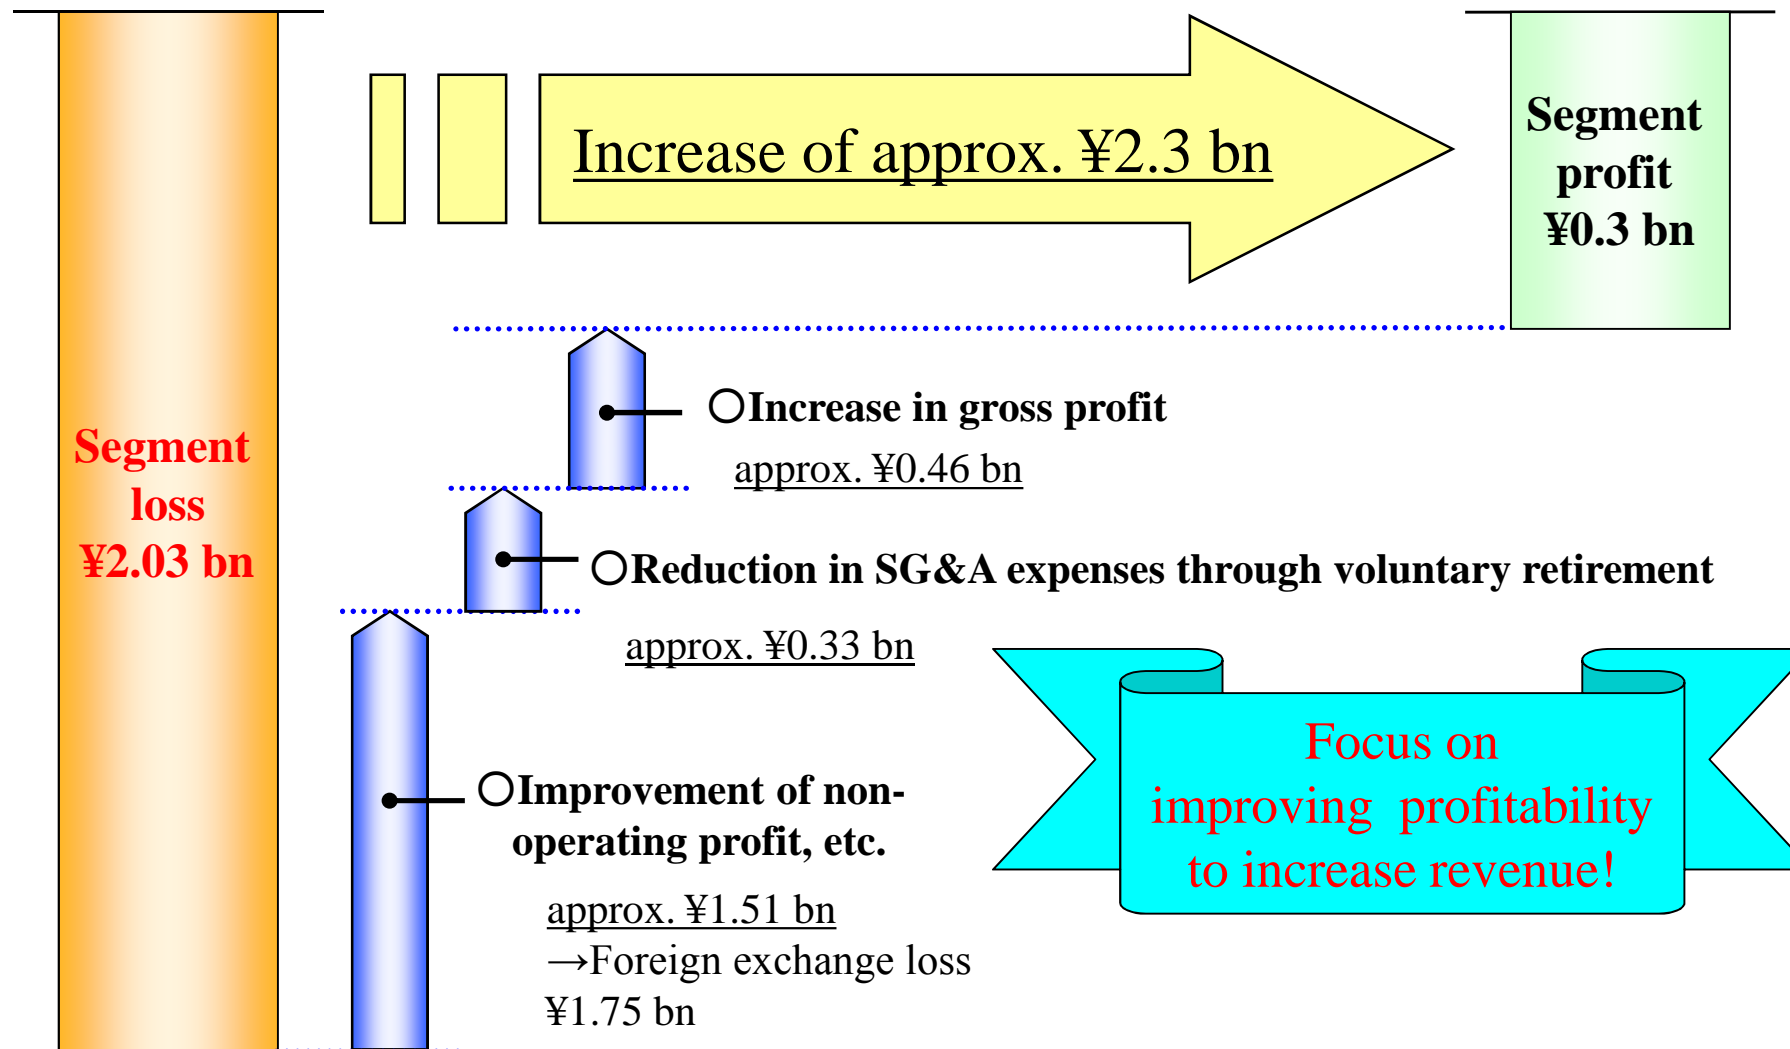 Increase of approx. ¥2.3 bn
Segment
profit
¥0.3 bn
Segment
loss
¥2.03 bn
○Increase in gross profit
approx. ¥0.46 bn
○Reduction in SG&A expenses through voluntary retirement
approx. ¥0.33 bn
○Improvement of non-
operating profit, etc.
approx. ¥1.51 bn
→Foreign exchange loss
¥1.75 bn
Focus on
improving profitability
to increase revenue!